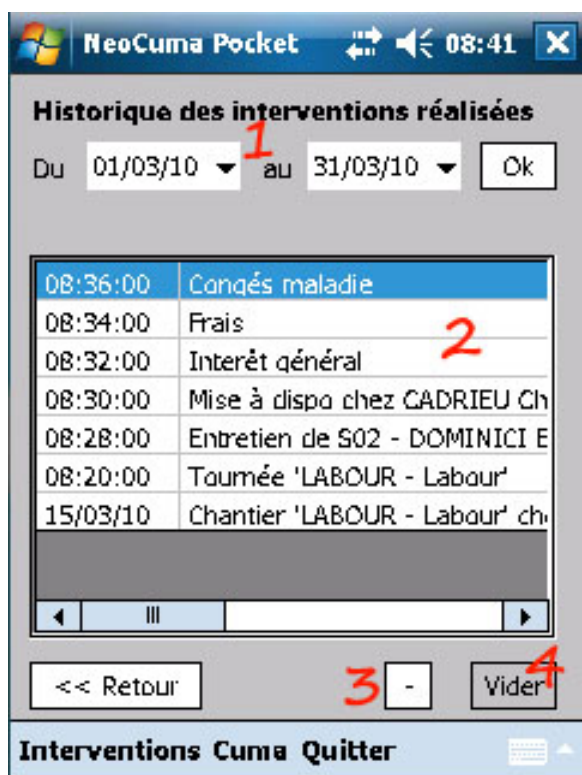 NeoCuma Pocket 08:41
Historique des interventions réalisées
1
Du 01/03/10 au 31/03/10 Ok
08:36:00 Congés maladie
08:34:00 Frais
2
08:32:00 Interêt général
08:30:00 Mise à dispo chez CADRIEU Ch
08:28:00 Entretien de S02 - DOMINICI E
08:20:00 Tournée 'LABOUR - Labour'
15/03/10 Chantier 'LABOUR - Labour' ch
<< Retour 3 - Vider 4
Interventions Cuma Quitter